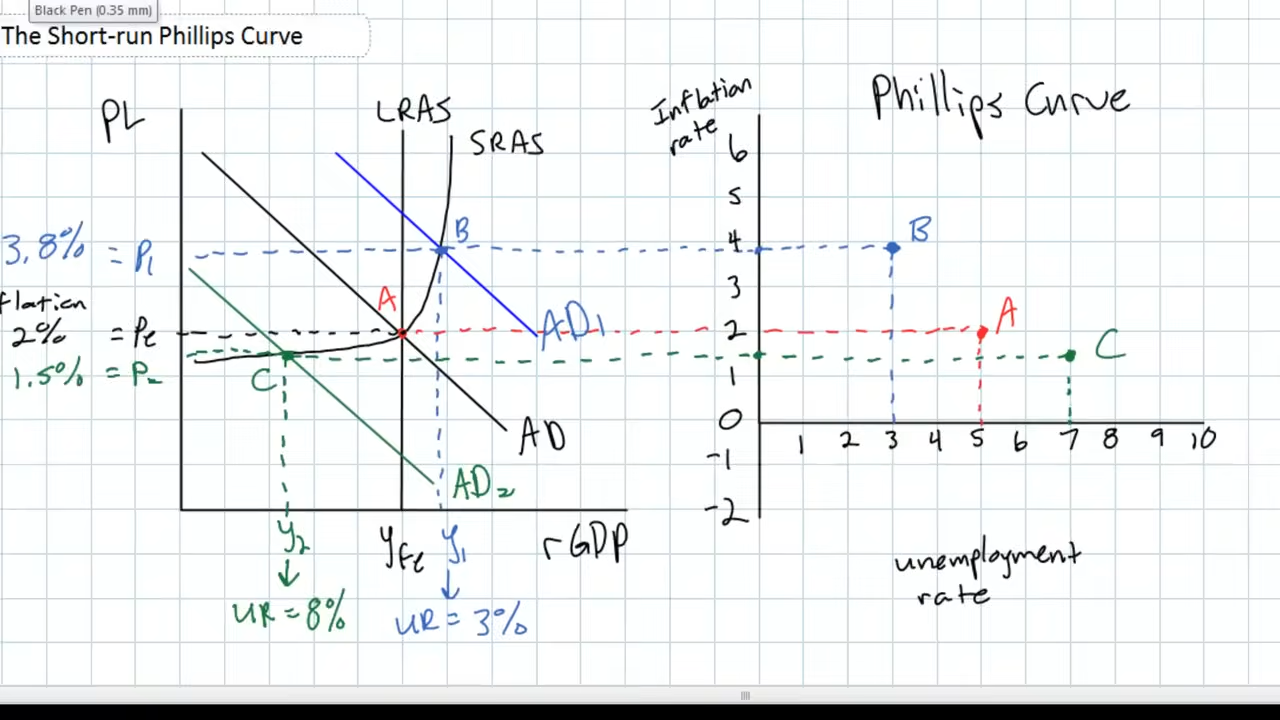 Black Pen (0.35 mm)
The Short-run Phillips Curve
PL
LRAS
SRAS
3.8% = P₁
flation
2% = Pe
1.5% = P₂
A
B
C
AD₁
AD
AD₂
Y₂
YFE
Y₁
rGDP
UR = 8%
UR = 3%
Phillips Curve
Inflation
rate
6
5
4
3
2
1
0
-1
-2
B
A
C
1 2 3 4 5 6 7 8 9 10
unemployment
rate